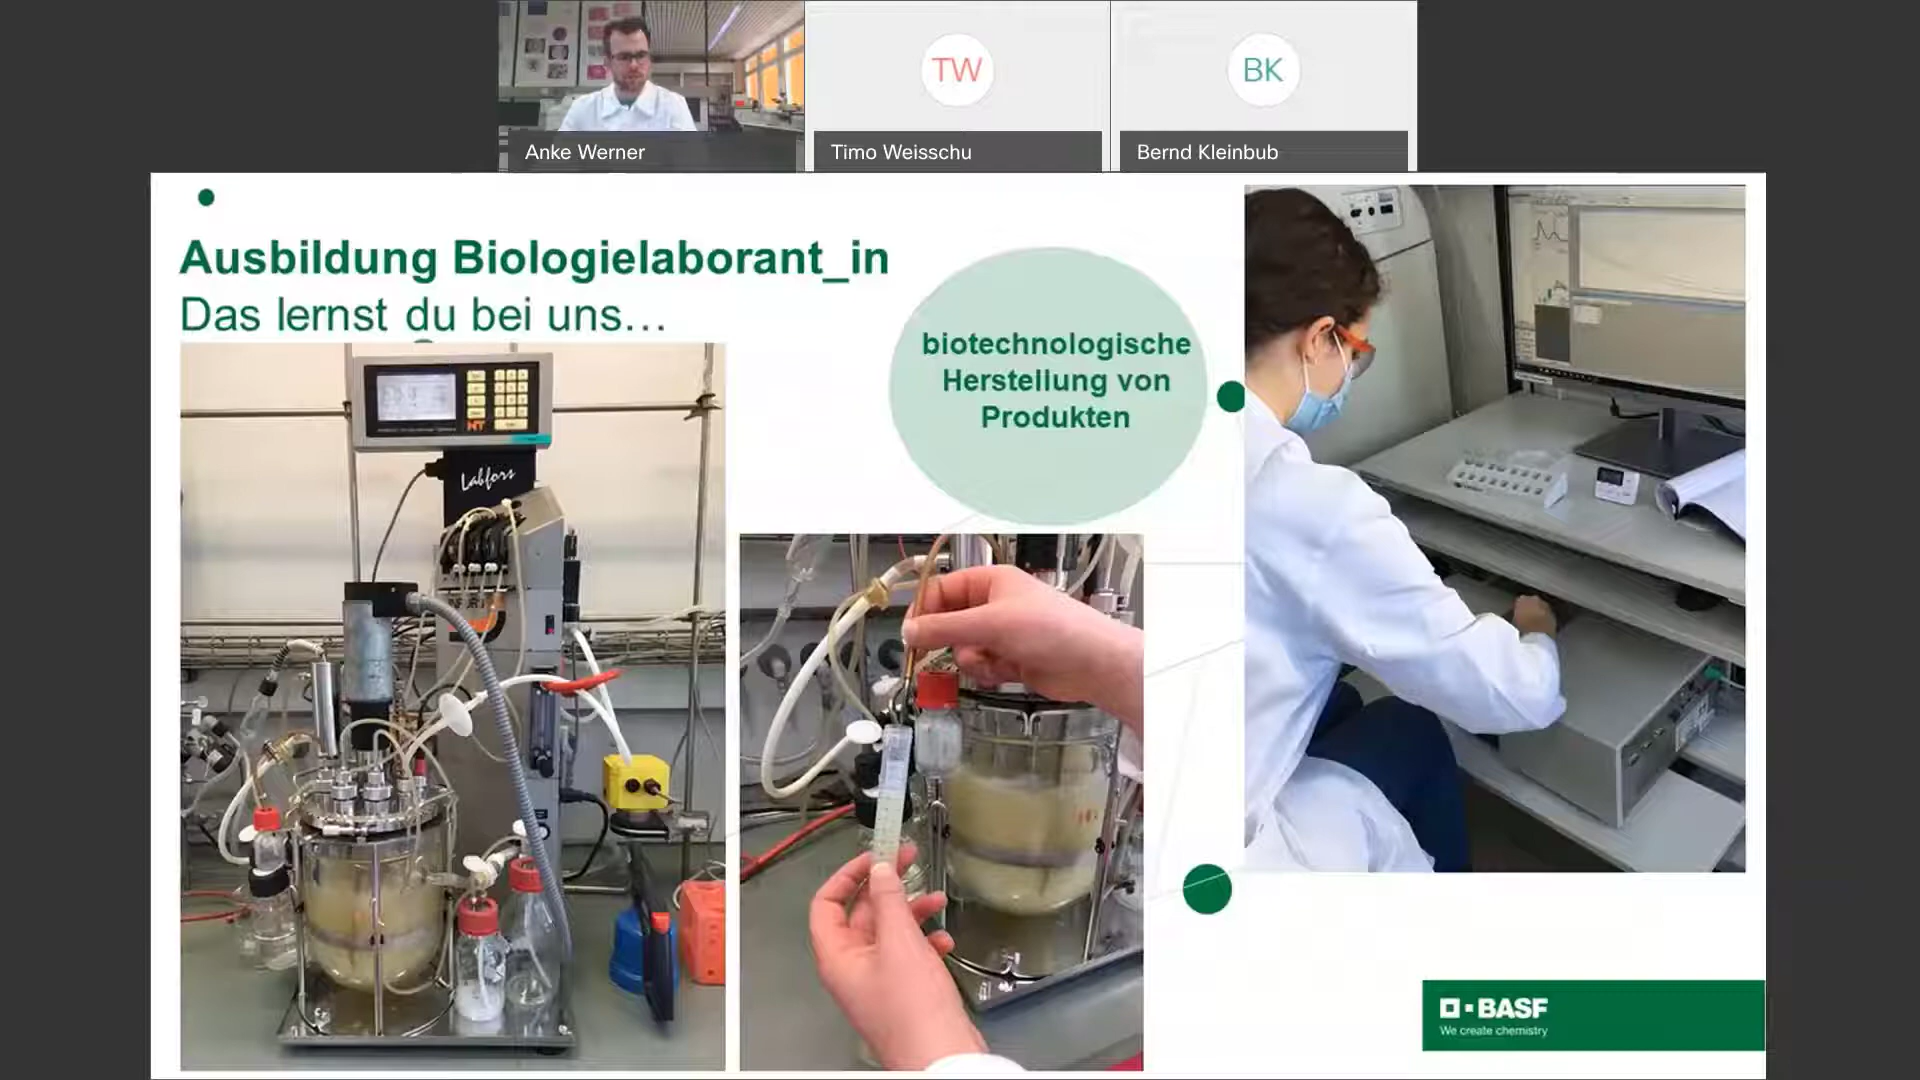 TW
BK
Anke Werner
Timo Weisschu
Bernd Kleinbub
Ausbildung Biologielaborant_in
Das lernst du bei uns…
biotechnologische
Herstellung von
Produkten
Labfors
BASF
We create chemistry